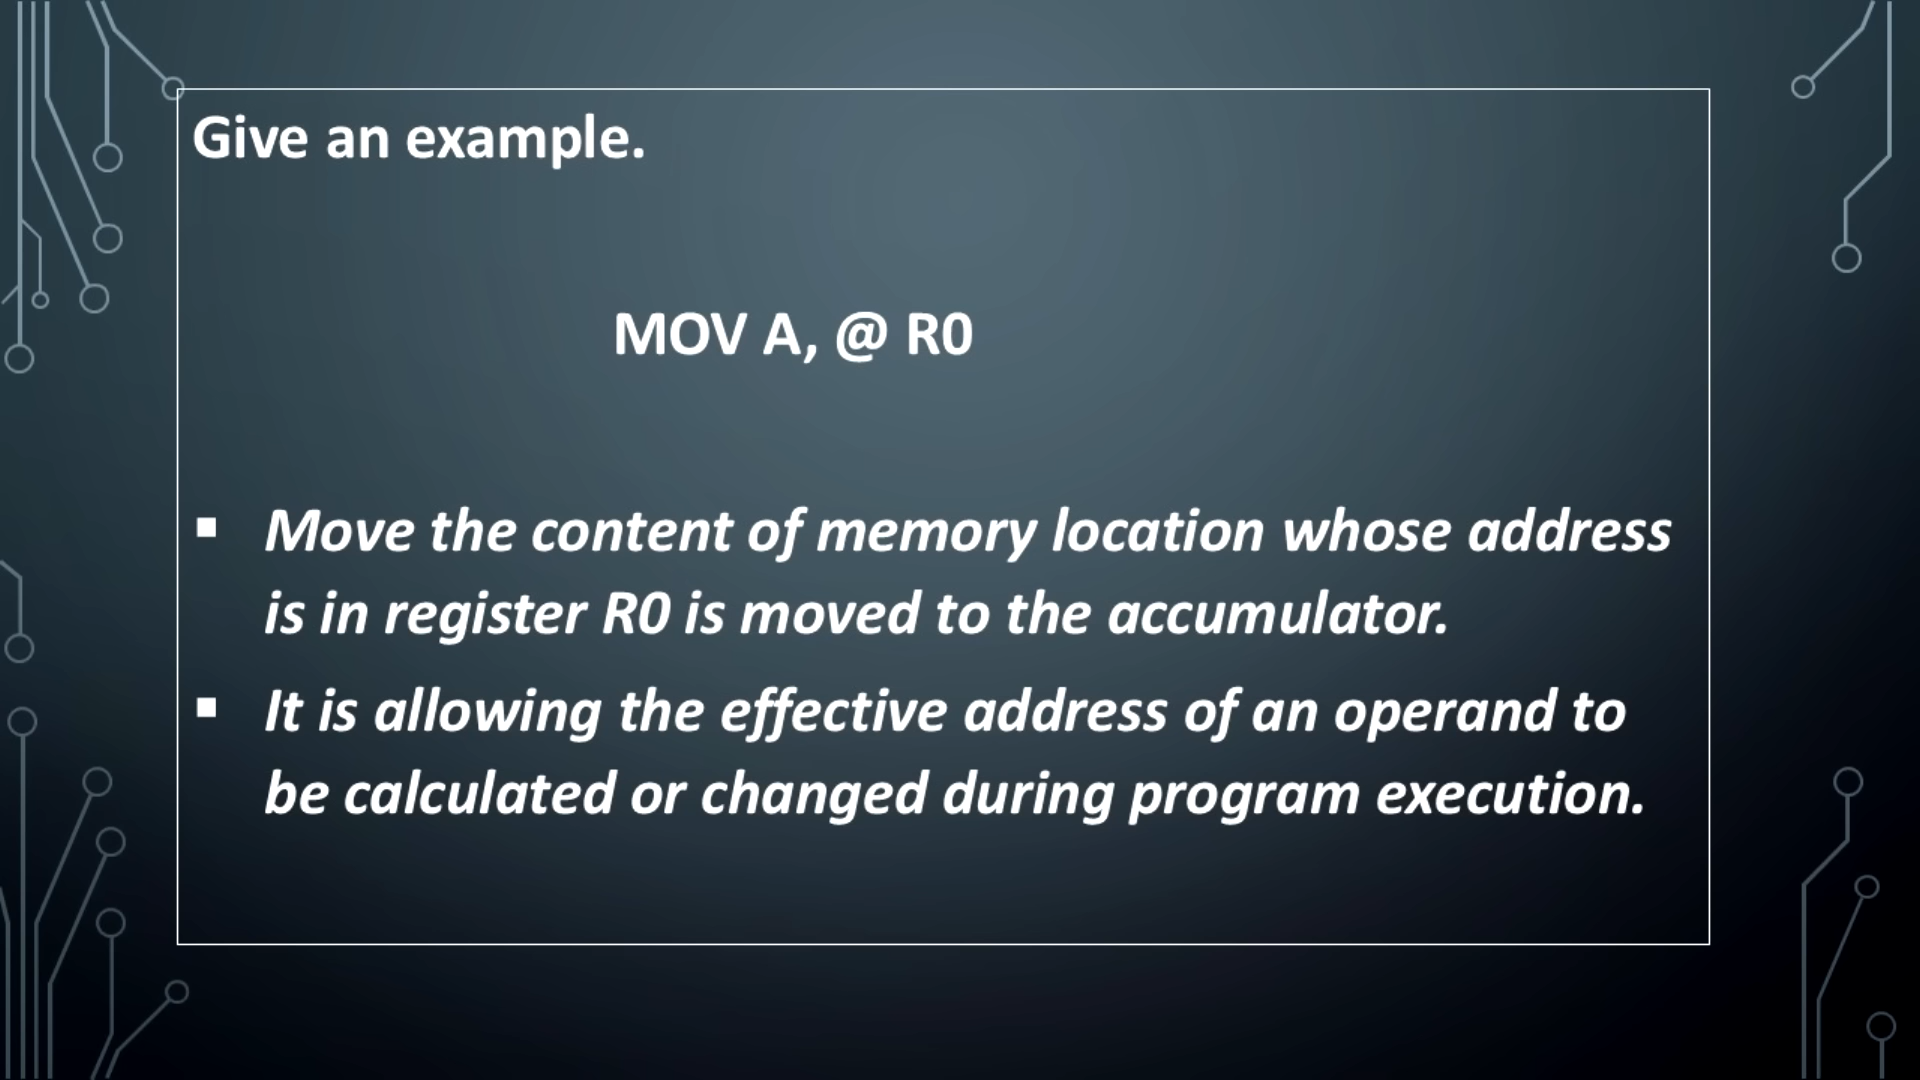 Give an example.
MOV A, @ R0
▪ Move the content of memory location whose address
is in register R0 is moved to the accumulator.
▪ It is allowing the effective address of an operand to
be calculated or changed during program execution.